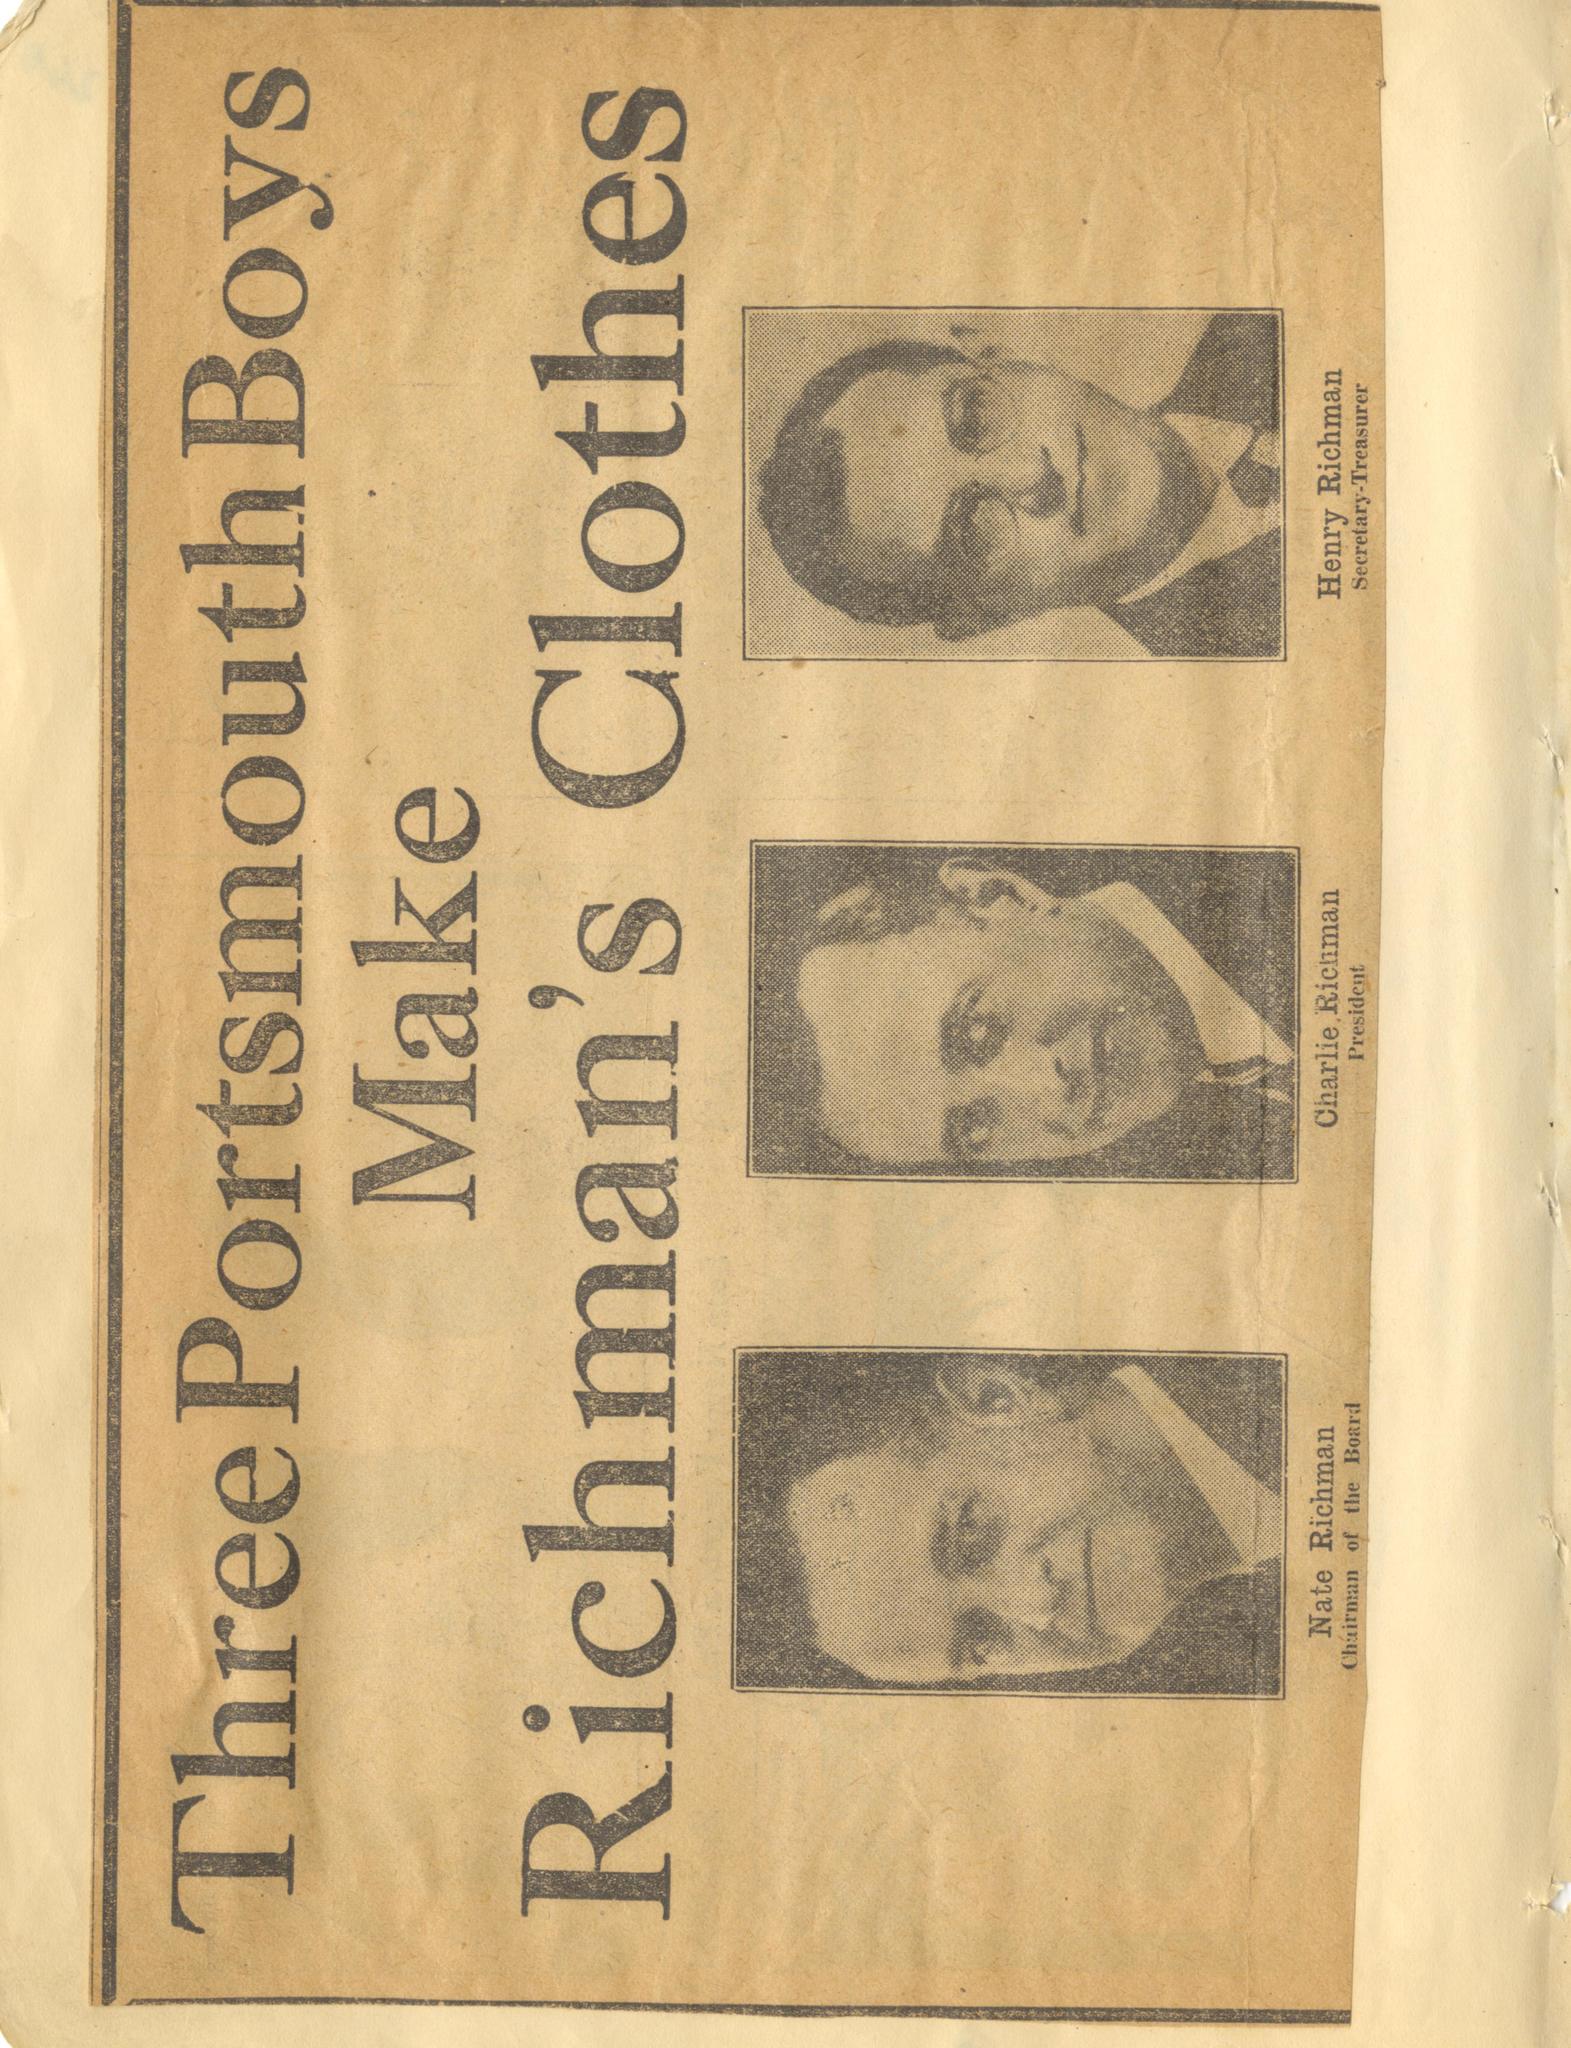 Three Portsmouth Boys
Make
Richman's Clothes
Nate Richman
Chairman of the Board
Charlie Richman
President
Henry Richman
Secretary-Treasurer